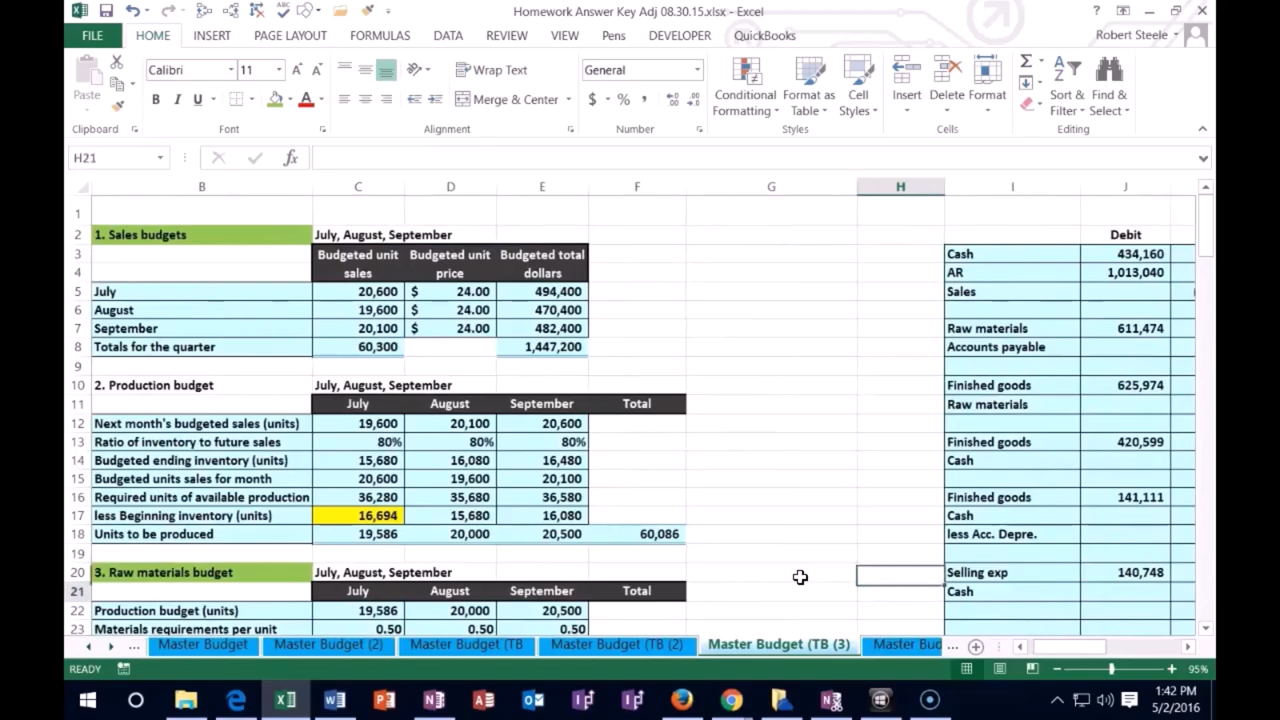 Homework Answer Key Adj 08.30.15.xlsx - Excel
FILE HOME INSERT PAGE LAYOUT FORMULAS DATA REVIEW VIEW Pens DEVELOPER QuickBooks Robert Steele
Calibri 11 Wrap Text General
Paste B I U A Merge & Center $ % Conditional Formatting Format as Table Cell Styles Insert Delete Format Sort & Filter Find & Select
Clipboard Font Alignment Number Styles Cells Editing
H21 fx
B C D E F G H I J
1
2 1. Sales budgets July, August, September Debit
3 Budgeted unit Budgeted unit Budgeted total Cash 434,160
4 sales price dollars AR 1,013,040
5 July 20,600 $ 24.00 494,400 Sales
6 August 19,600 $ 24.00 470,400
7 September 20,100 $ 24.00 482,400 Raw materials 611,474
8 Totals for the quarter 60,300 1,447,200 Accounts payable
9
10 2. Production budget July, August, September Finished goods 625,974
11 July August September Total Raw materials
12 Next month's budgeted sales (units) 19,600 20,100 20,600
13 Ratio of inventory to future sales 80% 80% 80% Finished goods 420,599
14 Budgeted ending inventory (units) 15,680 16,080 16,480 Cash
15 Budgeted units sales for month 20,600 19,600 20,100
16 Required units of available production 36,280 35,680 36,580 Finished goods 141,111
17 less Beginning inventory (units) 16,694 15,680 16,080 Cash
18 Units to be produced 19,586 20,000 20,500 60,086 less Acc. Depre.
19
20 3. Raw materials budget July, August, September Selling exp 140,748
21 July August September Total Cash
22 Production budget (units) 19,586 20,000 20,500
23 Materials requirements per unit 0.50 0.50 0.50
... Master Budget Master Budget (2) Master Budget (TB Master Budget (TB (2) Master Budget (TB (3) Master Bud ...
READY 95%
1:42 PM
5/2/2016